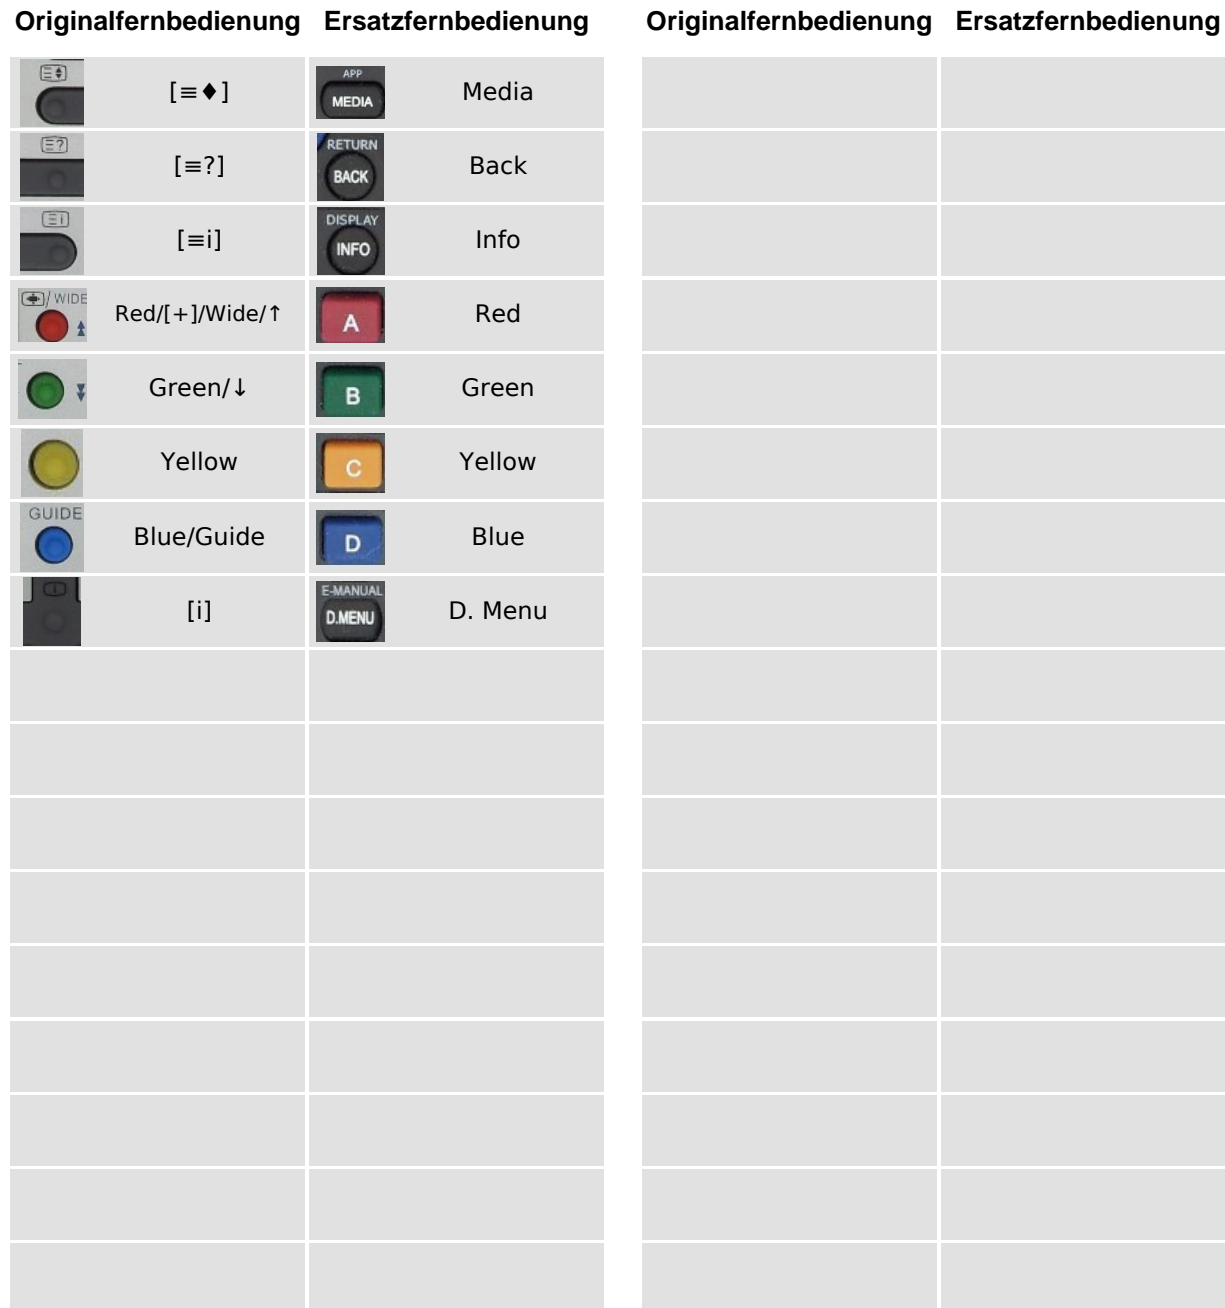 Originalfernbedienung Ersatzfernbedienung Originalfernbedienung Ersatzfernbedienung
[≡♦] APP MEDIA Media
≡? [≡?] RETURN BACK Back
≡i [≡i] DISPLAY INFO Info
/ WIDE Red/[+]/Wide/↑ A Red
Green/↓ B Green
Yellow C Yellow
GUIDE Blue/Guide D Blue
i [i] E-MANUAL D.MENU D. Menu